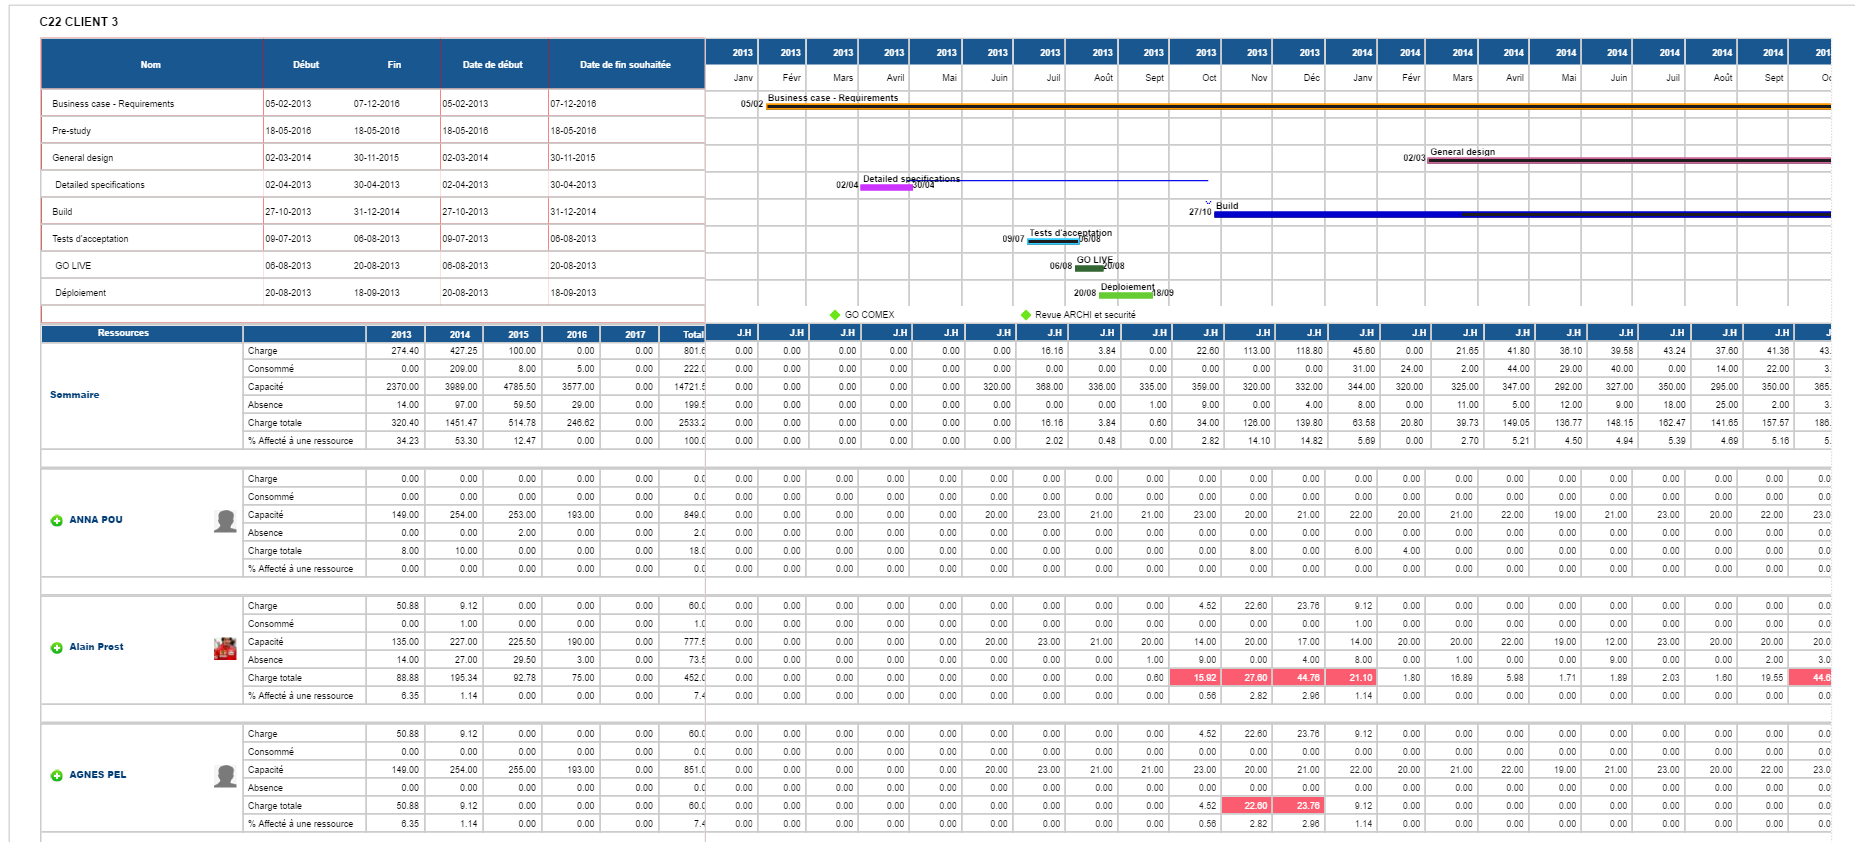 C22 CLIENT 3
Nom Début Fin Date de début Date de fin souhaitée 2013 2013 2013 2013 2013 2013 2013 2013 2013 2013 2013 2013 2014 2014 2014 2014 2014 2014 2014 2014 2014
Janv Févr Mars Avril Mai Juin Juil Août Sept Oct Nov Déc Janv Févr Mars Avril Mai Juin Juil Août Sept
Business case - Requirements 05-02-2013 07-12-2016 05-02-2013 07-12-2016 05/02 Business case - Requirements
Pre-study 18-05-2016 18-05-2016 18-05-2016 18-05-2016
General design 02-03-2014 30-11-2015 02-03-2014 30-11-2015 02/03 General design
Detailed specifications 02-04-2013 30-04-2013 02-04-2013 30-04-2013 02/04 Detailed specifications 30/04
Build 27-10-2013 31-12-2014 27-10-2013 31-12-2014 27/10 Build
Tests d'acceptation 09-07-2013 06-08-2013 09-07-2013 06-08-2013 09/07 Tests d'acceptation 06/08
GO LIVE 06-08-2013 20-08-2013 06-08-2013 20-08-2013 06/08 GO LIVE 20/08
Déploiement 20-08-2013 18-09-2013 20-08-2013 18-09-2013 20/08 Déploiement 18/09
GO COMEX Revue ARCHI et securité
Ressources 2013 2014 2015 2016 2017 Total J.H J.H J.H J.H J.H J.H J.H J.H J.H J.H J.H J.H J.H J.H J.H J.H J.H J.H J.H J.H J.H
Sommaire
Charge 274.40 427.25 100.00 0.00 0.00 801.6 0.00 0.00 0.00 0.00 0.00 0.00 16.16 3.84 0.00 22.60 113.00 118.80 45.60 0.00 21.65 41.80 36.10 39.58 43.24 37.60 41.36 43.
Consommé 0.00 209.00 8.00 5.00 0.00 222.0 0.00 0.00 0.00 0.00 0.00 0.00 0.00 0.00 0.00 0.00 0.00 0.00 31.00 24.00 2.00 44.00 29.00 40.00 0.00 14.00 22.00 3.
Capacité 2370.00 3989.00 4785.50 3577.00 0.00 14721.5 0.00 0.00 0.00 0.00 0.00 320.00 368.00 336.00 335.00 359.00 320.00 332.00 344.00 320.00 325.00 347.00 292.00 327.00 350.00 295.00 350.00 365.
Absence 14.00 97.00 59.50 29.00 0.00 199.5 0.00 0.00 0.00 0.00 0.00 0.00 0.00 0.00 1.00 9.00 0.00 4.00 8.00 0.00 11.00 5.00 12.00 9.00 18.00 25.00 2.00 3.
Charge totale 320.40 1451.47 514.78 246.62 0.00 2533.2 0.00 0.00 0.00 0.00 0.00 0.00 16.16 3.84 0.60 34.00 126.00 139.80 63.58 20.80 39.73 149.05 136.77 148.15 162.47 141.65 157.57 186.
% Affecté à une ressource 34.23 53.30 12.47 0.00 0.00 100.0 0.00 0.00 0.00 0.00 0.00 0.00 2.02 0.48 0.00 2.82 14.10 14.82 5.69 0.00 2.70 5.21 4.50 4.94 5.39 4.69 5.16 5.
ANNA POU
Charge 0.00 0.00 0.00 0.00 0.00 0.0 0.00 0.00 0.00 0.00 0.00 0.00 0.00 0.00 0.00 0.00 0.00 0.00 0.00 0.00 0.00 0.00 0.00 0.00 0.00 0.00 0.00 0.0
Consommé 0.00 0.00 0.00 0.00 0.00 0.0 0.00 0.00 0.00 0.00 0.00 0.00 0.00 0.00 0.00 0.00 0.00 0.00 0.00 0.00 0.00 0.00 0.00 0.00 0.00 0.00 0.00 0.0
Capacité 149.00 254.00 253.00 193.00 0.00 849.0 0.00 0.00 0.00 0.00 0.00 20.00 23.00 21.00 21.00 23.00 20.00 21.00 22.00 20.00 21.00 22.00 19.00 21.00 23.00 20.00 22.00 23.0
Absence 0.00 0.00 2.00 0.00 0.00 2.0 0.00 0.00 0.00 0.00 0.00 0.00 0.00 0.00 0.00 0.00 0.00 0.00 0.00 0.00 0.00 0.00 0.00 0.00 0.00 0.00 0.00 0.0
Charge totale 8.00 10.00 0.00 0.00 0.00 18.0 0.00 0.00 0.00 0.00 0.00 0.00 0.00 0.00 0.00 0.00 8.00 0.00 6.00 4.00 0.00 0.00 0.00 0.00 0.00 0.00 0.00 0.0
% Affecté à une ressource 0.00 0.00 0.00 0.00 0.00 0.0 0.00 0.00 0.00 0.00 0.00 0.00 0.00 0.00 0.00 0.00 0.00 0.00 0.00 0.00 0.00 0.00 0.00 0.00 0.00 0.00 0.00 0.0
Alain Prost
Charge 50.88 9.12 0.00 0.00 0.00 60.0 0.00 0.00 0.00 0.00 0.00 0.00 0.00 0.00 0.00 4.52 22.60 23.76 9.12 0.00 0.00 0.00 0.00 0.00 0.00 0.00 0.00 0.0
Consommé 0.00 1.00 0.00 0.00 0.00 1.0 0.00 0.00 0.00 0.00 0.00 0.00 0.00 0.00 0.00 0.00 0.00 0.00 1.00 0.00 0.00 0.00 0.00 0.00 0.00 0.00 0.00 0.0
Capacité 135.00 227.00 225.50 190.00 0.00 777.5 0.00 0.00 0.00 0.00 0.00 20.00 23.00 21.00 20.00 14.00 20.00 17.00 14.00 20.00 20.00 22.00 19.00 12.00 23.00 20.00 20.00 20.0
Absence 14.00 27.00 29.50 3.00 0.00 73.5 0.00 0.00 0.00 0.00 0.00 0.00 0.00 0.00 1.00 9.00 0.00 4.00 8.00 0.00 1.00 0.00 0.00 9.00 0.00 0.00 2.00 3.0
Charge totale 88.88 195.34 92.78 75.00 0.00 452.0 0.00 0.00 0.00 0.00 0.00 0.00 0.00 0.00 0.60 15.92 27.60 44.76 21.10 1.80 16.89 5.98 1.71 1.89 2.03 1.60 19.55 44.6
% Affecté à une ressource 6.35 1.14 0.00 0.00 0.00 7.4 0.00 0.00 0.00 0.00 0.00 0.00 0.00 0.00 0.00 0.56 2.82 2.96 1.14 0.00 0.00 0.00 0.00 0.00 0.00 0.00 0.00 0.0
AGNES PEL
Charge 50.88 9.12 0.00 0.00 0.00 60.0 0.00 0.00 0.00 0.00 0.00 0.00 0.00 0.00 0.00 4.52 22.60 23.76 9.12 0.00 0.00 0.00 0.00 0.00 0.00 0.00 0.00 0.0
Consommé 0.00 0.00 0.00 0.00 0.00 0.0 0.00 0.00 0.00 0.00 0.00 0.00 0.00 0.00 0.00 0.00 0.00 0.00 0.00 0.00 0.00 0.00 0.00 0.00 0.00 0.00 0.00 0.0
Capacité 149.00 254.00 255.00 193.00 0.00 851.0 0.00 0.00 0.00 0.00 0.00 20.00 23.00 21.00 21.00 23.00 20.00 21.00 22.00 20.00 21.00 22.00 19.00 21.00 23.00 20.00 22.00 23.0
Absence 0.00 0.00 0.00 0.00 0.00 0.0 0.00 0.00 0.00 0.00 0.00 0.00 0.00 0.00 0.00 0.00 0.00 0.00 0.00 0.00 0.00 0.00 0.00 0.00 0.00 0.00 0.00 0.0
Charge totale 50.88 9.12 0.00 0.00 0.00 60.0 0.00 0.00 0.00 0.00 0.00 0.00 0.00 0.00 0.00 4.52 22.60 23.76 9.12 0.00 0.00 0.00 0.00 0.00 0.00 0.00 0.00 0.0
% Affecté à une ressource 6.35 1.14 0.00 0.00 0.00 7.4 0.00 0.00 0.00 0.00 0.00 0.00 0.00 0.00 0.00 0.56 2.82 2.96 1.14 0.00 0.00 0.00 0.00 0.00 0.00 0.00 0.00 0.0